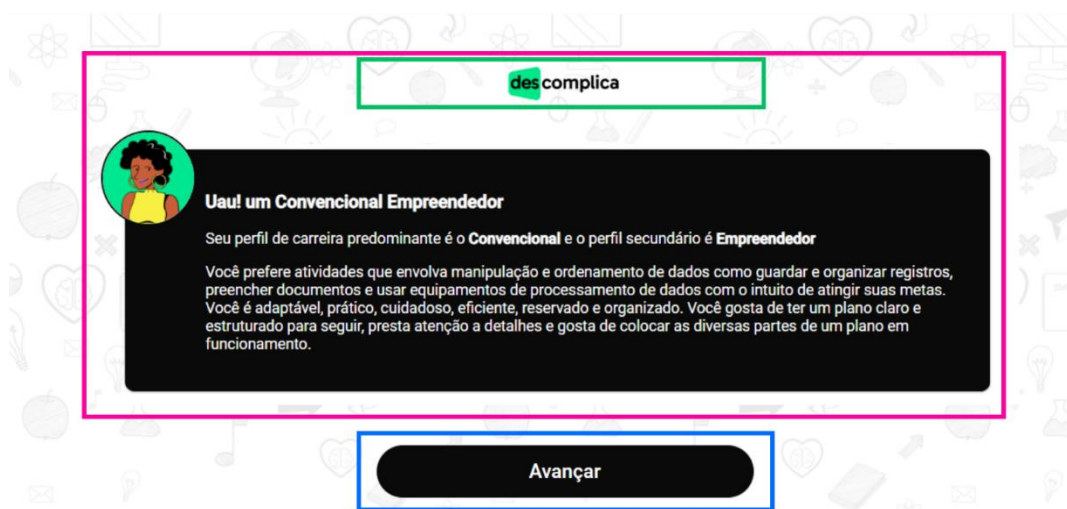 descomplica
Uau! um Convencional Empreendedor
Seu perfil de carreira predominante é o Convencional e o perfil secundário é Empreendedor
Você prefere atividades que envolva manipulação e ordenamento de dados como guardar e organizar registros,
preencher documentos e usar equipamentos de processamento de dados com o intuito de atingir suas metas.
Você é adaptável, prático, cuidadoso, eficiente, reservado e organizado. Você gosta de ter um plano claro e
estruturado para seguir, presta atenção a detalhes e gosta de colocar as diversas partes de um plano em
funcionamento.
Avançar